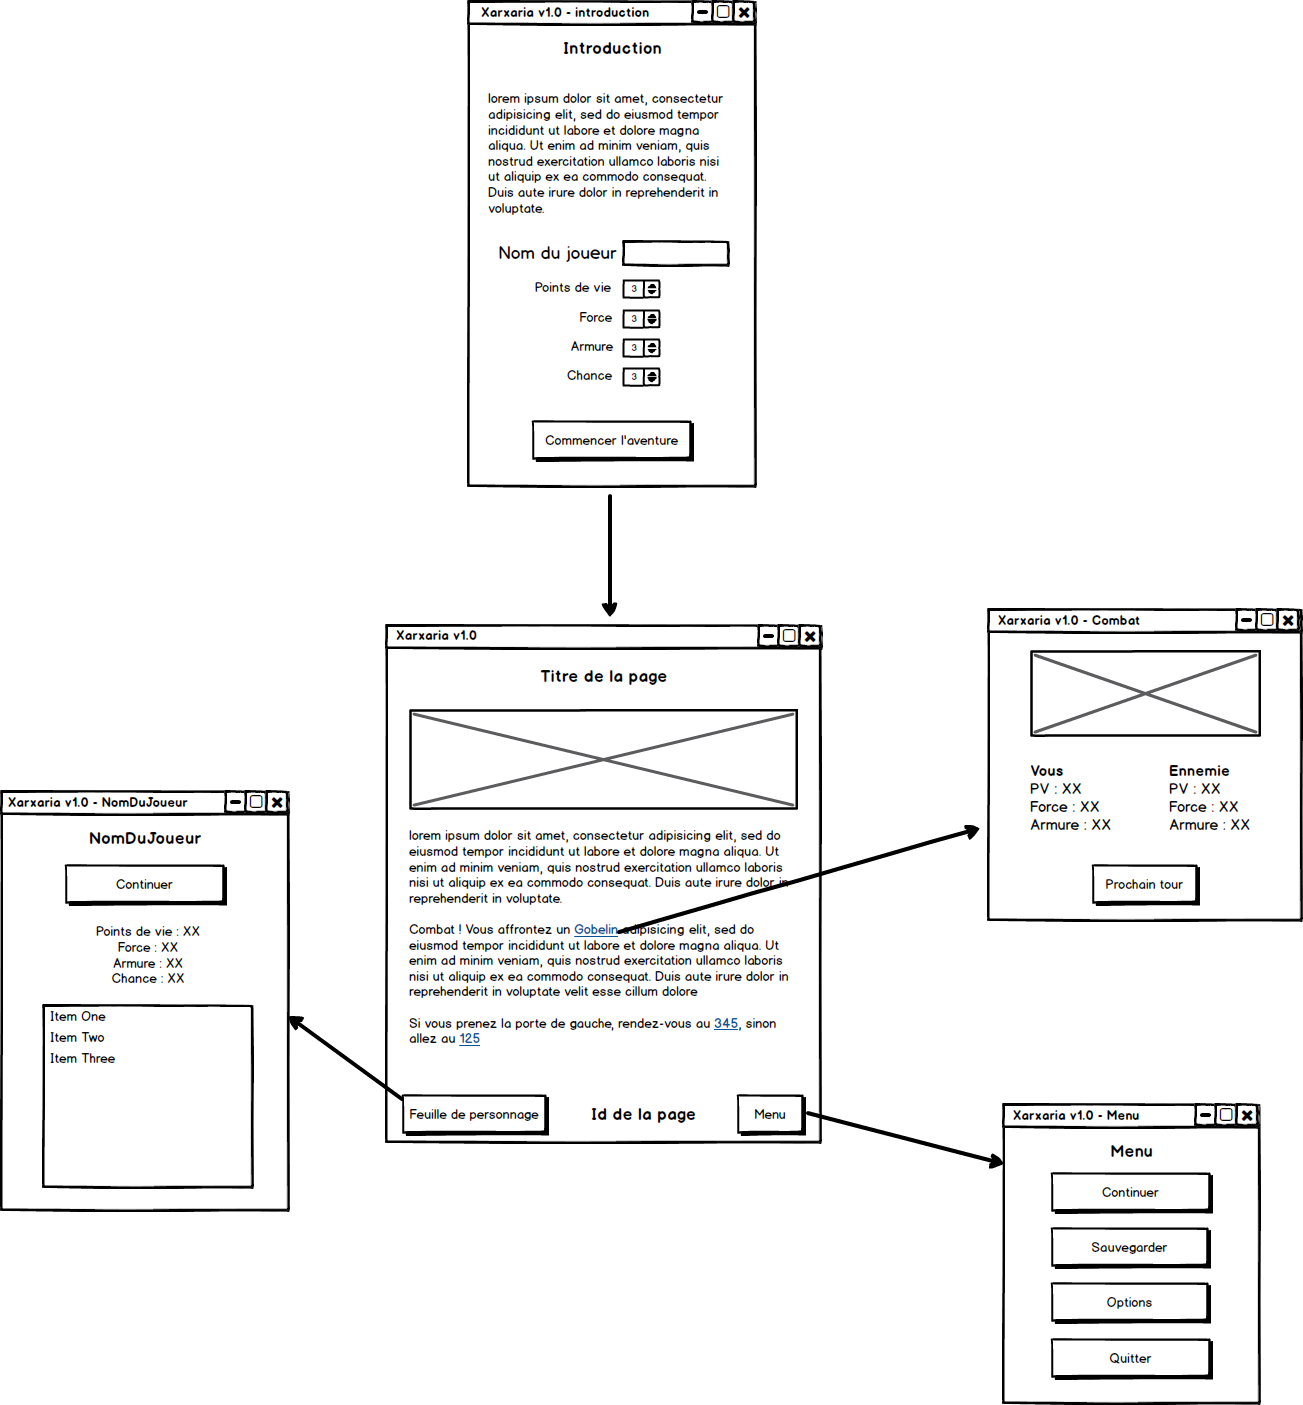 Xarxaria v1.0 - introduction
Introduction
lorem ipsum dolor sit amet, consectetur
adipisicing elit, sed do eiusmod tempor
incididunt ut labore et dolore magna
aliqua. Ut enim ad minim veniam, quis
nostrud exercitation ullamco laboris nisi
ut aliquip ex ea commodo consequat.
Duis aute irure dolor in reprehenderit in
voluptate.
Nom du joueur
Points de vie 3
Force 3
Armure 3
Chance 3
Commencer l'aventure
Xarxaria v1.0
Titre de la page
lorem ipsum dolor sit amet, consectetur adipisicing elit, sed do
eiusmod tempor incididunt ut labore et dolore magna aliqua. Ut
enim ad minim veniam, quis nostrud exercitation ullamco laboris
nisi ut aliquip ex ea commodo consequat. Duis aute irure dolor in
reprehenderit in voluptate.
Combat ! Vous affrontez un Gobelin adipisicing elit, sed do
eiusmod tempor incididunt ut labore et dolore magna aliqua. Ut
enim ad minim veniam, quis nostrud exercitation ullamco laboris
nisi ut aliquip ex ea commodo consequat. Duis aute irure dolor in
reprehenderit in voluptate velit esse cillum dolore
Si vous prenez la porte de gauche, rendez-vous au 345, sinon
allez au 125
Feuille de personnage
Id de la page
Menu
Xarxaria v1.0 - Combat
Vous
PV : XX
Force : XX
Armure : XX
Ennemie
PV : XX
Force : XX
Armure : XX
Prochain tour
Xarxaria v1.0 - NomDuJoueur
NomDuJoueur
Continuer
Points de vie : XX
Force : XX
Armure : XX
Chance : XX
Item One
Item Two
Item Three
Xarxaria v1.0 - Menu
Menu
Continuer
Sauvegarder
Options
Quitter